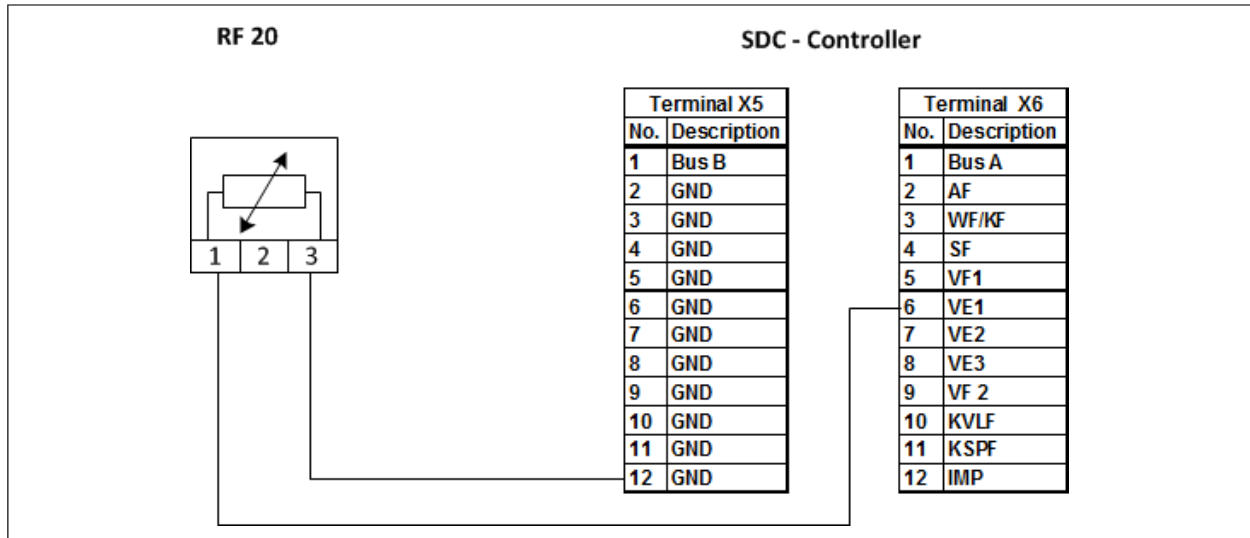 RF 20
SDC - Controller
1 2 3
Terminal X5
No. Description
1 Bus B
2 GND
3 GND
4 GND
5 GND
6 GND
7 GND
8 GND
9 GND
10 GND
11 GND
12 GND
Terminal X6
No. Description
1 Bus A
2 AF
3 WF/KF
4 SF
5 VF1
6 VE1
7 VE2
8 VE3
9 VF 2
10 KVLF
11 KSPF
12 IMP